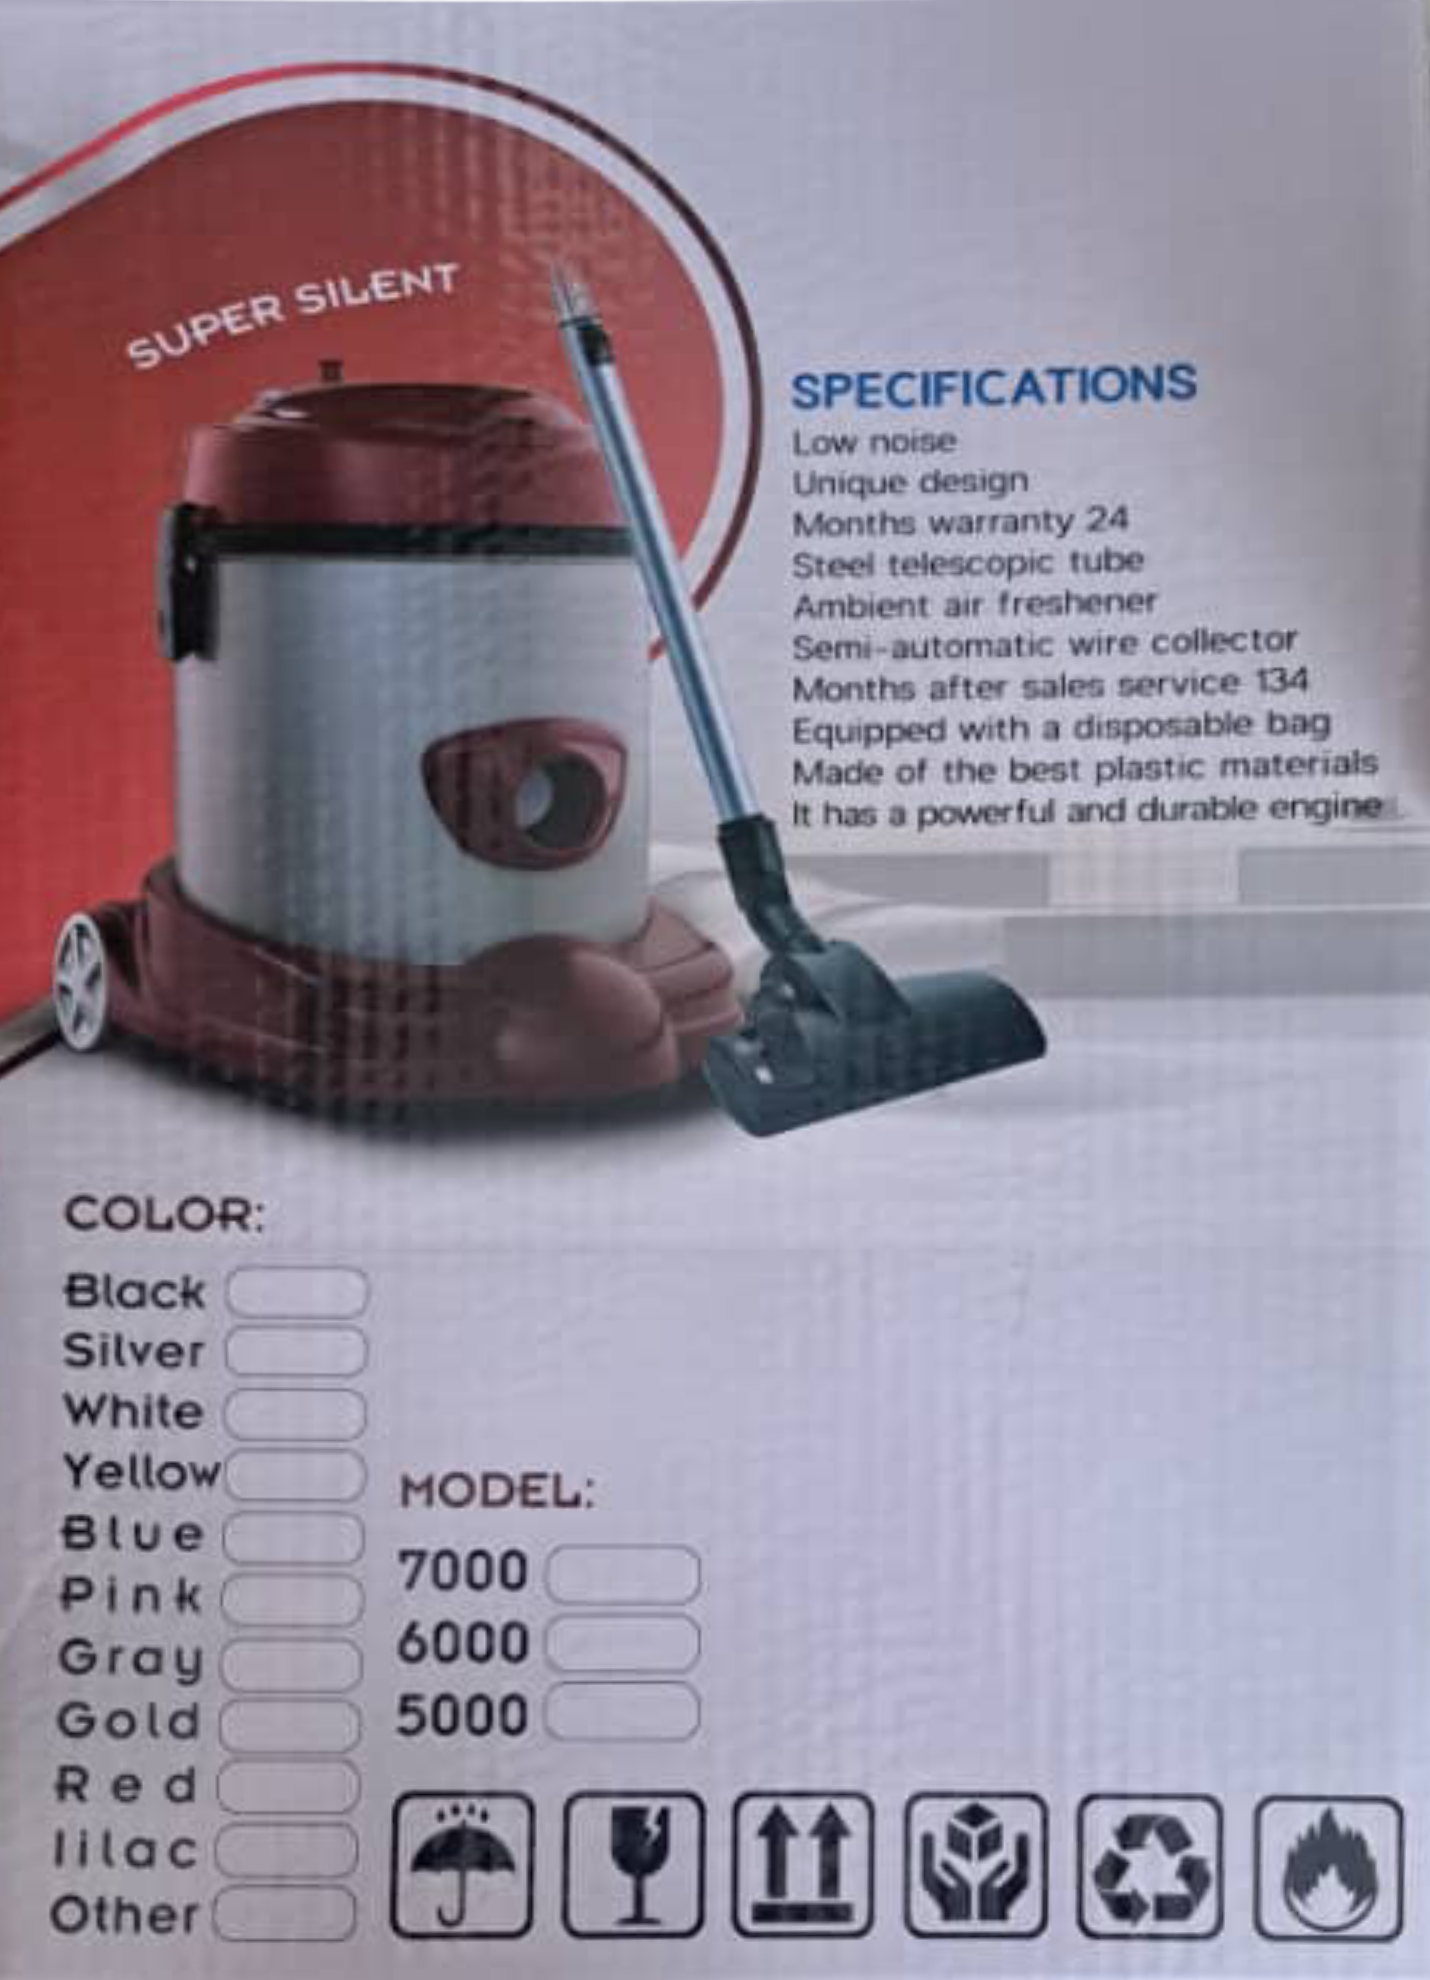 SUPER SILENT
SPECIFICATIONS
Low noise
Unique design
Months warranty 24
Steel telescopic tube
Ambient air freshener
Semi-automatic wire collector
Months after sales service 134
Equipped with a disposable bag
Made of the best plastic materials
It has a powerful and durable engine
COLOR:
Black
Silver
White
Yellow
Blue
Pink
Gray
Gold
Red
lilac
Other
MODEL:
7000
6000
5000